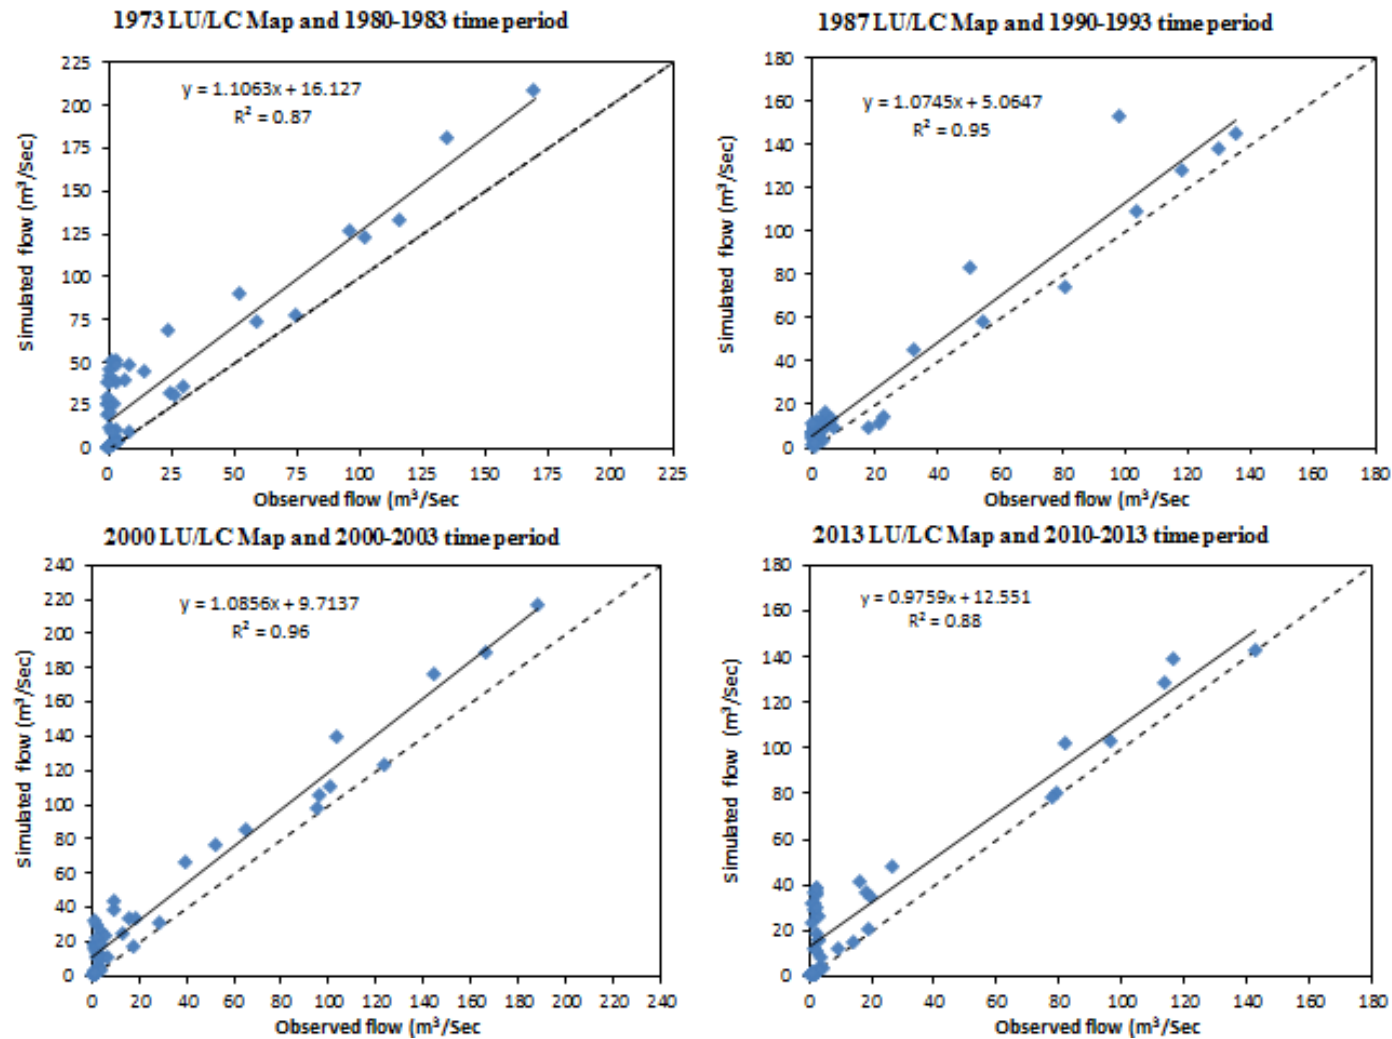 1973 LU/LC Map and 1980-1983 time period
225
200
175
150
125
100
75
50
25
0
simulated flow (m³/Sec)
y = 1.1063x + 16.127
R² = 0.87
0 25 50 75 100 125 150 175 200 225
Observed flow (m³/Sec
1987 LU/LC Map and 1990-1993 time period
180
160
140
120
100
80
60
40
20
0
simulated flow (m³/Sec)
y = 1.0745x + 5.0647
R² = 0.95
0 20 40 60 80 100 120 140 160 180
Observed flow (m³/Sec
2000 LU/LC Map and 2000-2003 time period
240
220
200
180
160
140
120
100
80
60
40
20
0
simulated flow (m³/Sec)
y = 1.0856x + 9.7137
R² = 0.96
0 20 40 60 80 100 120 140 160 180 200 220 240
Observed flow (m³/Sec
2013 LU/LC Map and 2010-2013 time period
180
160
140
120
100
80
60
40
20
0
simulated flow (m³/Sec)
y = 0.9759x + 12.551
R² = 0.88
0 20 40 60 80 100 120 140 160 180
Observed flow (m³/Sec